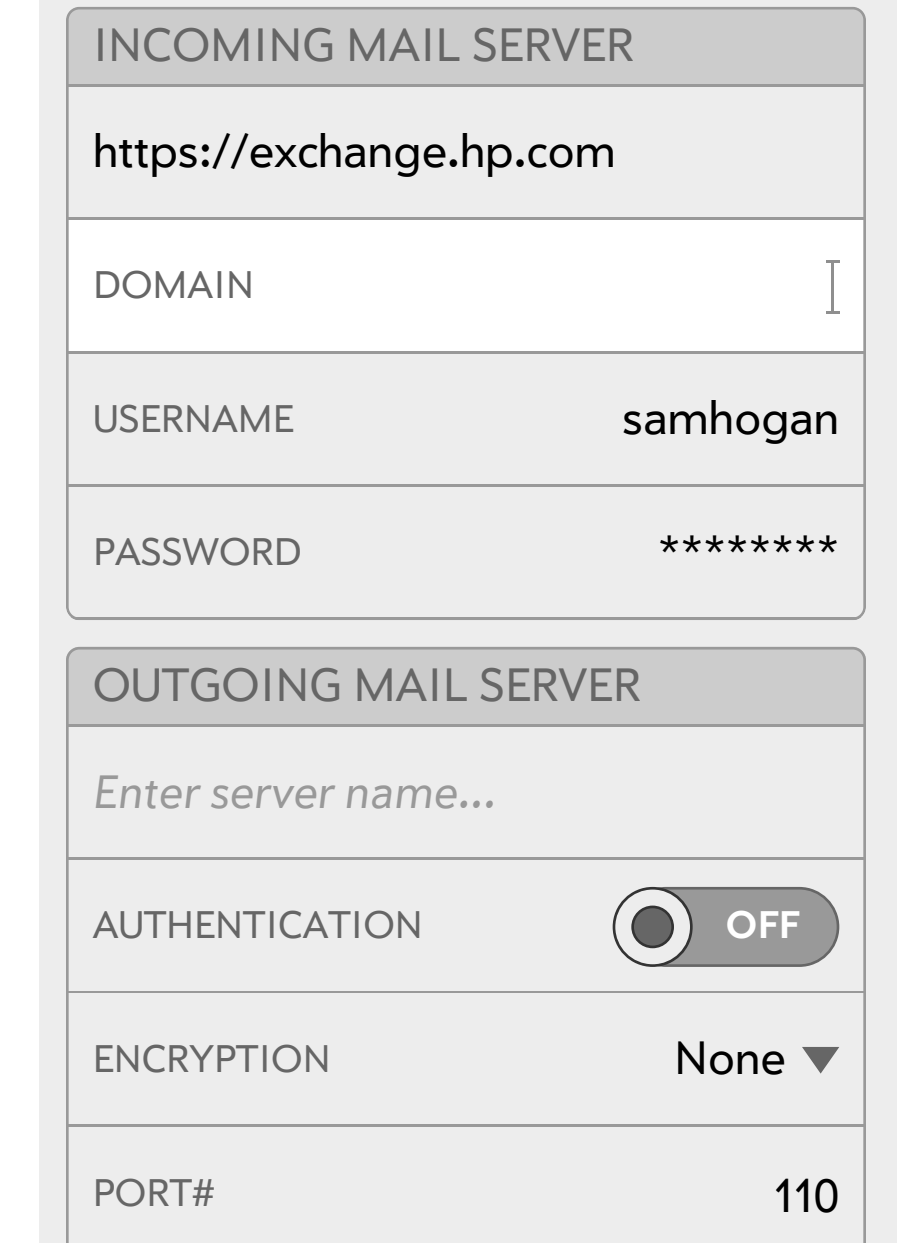 INCOMING MAIL SERVER
https://exchange.hp.com
DOMAIN
USERNAME samhogan
PASSWORD ********
OUTGOING MAIL SERVER
Enter server name...
AUTHENTICATION OFF
ENCRYPTION None
PORT# 110